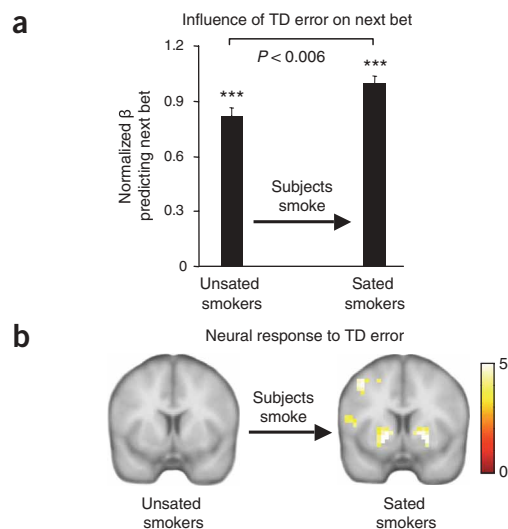 a
Influence of TD error on next bet
1.2
P < 0.006
***
***
0.9
Normalized β
predicting next bet
0.6
Subjects
smoke
0.3
0
Unsated
smokers
Sated
smokers
b
Neural response to TD error
5
Subjects
smoke
0
Unsated
smokers
Sated
smokers